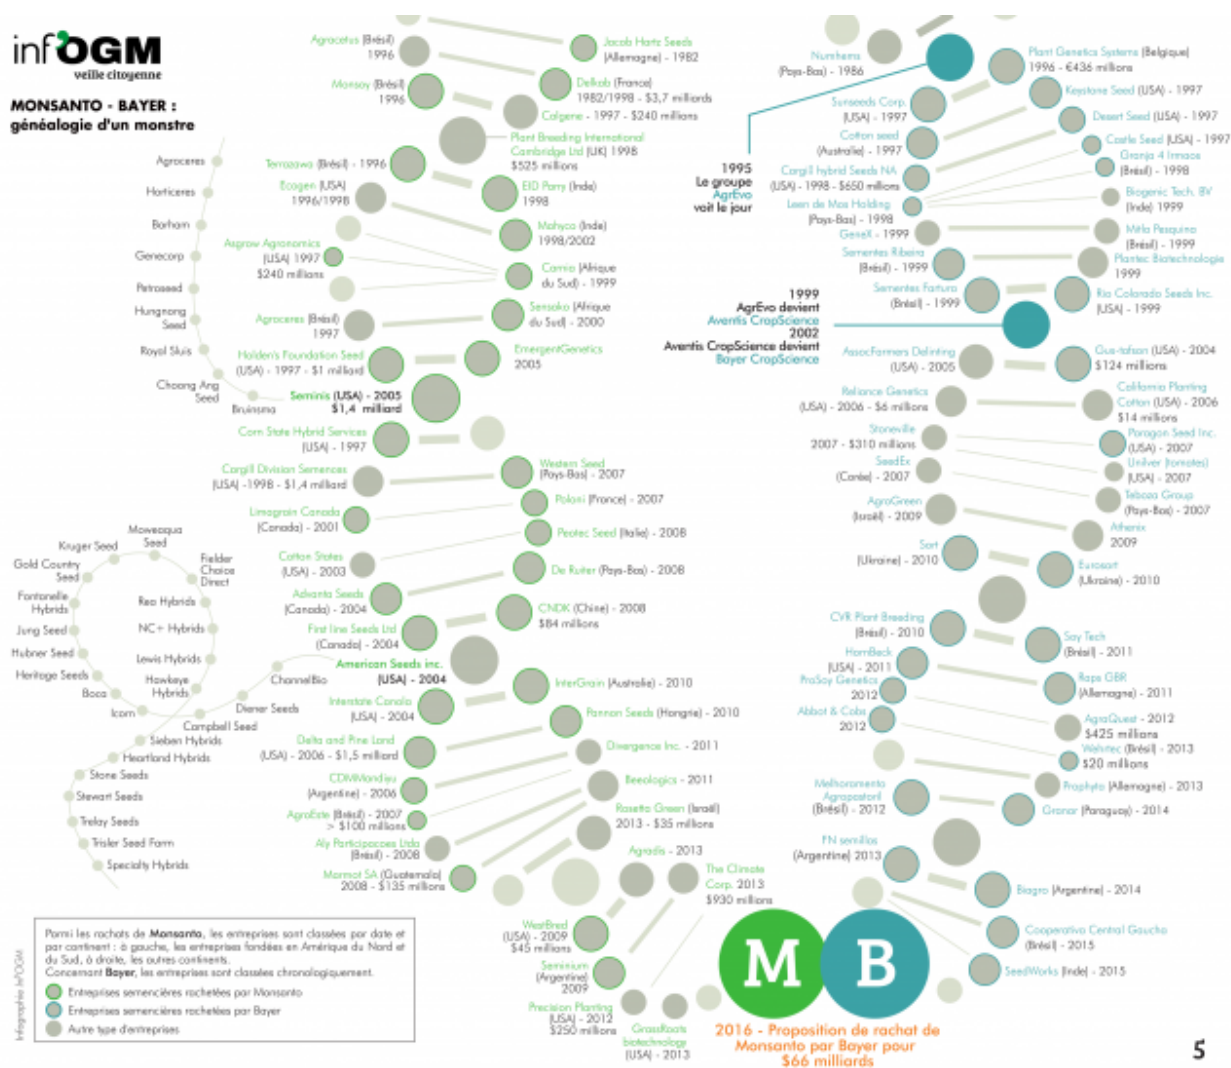 inf'OGM
veille citoyenne
MONSANTO - BAYER :
généalogie d'un monstre
Agroceres
Horticeres
Barham
Genecorp
Petroseed
Hungnong
Seed
Royal Sluis
Choong Ang
Seed
Bruinsma
Agracetus (Brésil)
1996
Monsoy (Brésil)
1996
Terrazawa (Brésil) - 1996
Ecogen (USA)
1996/1998
Asgrow Agronomics
(USA) 1997
$240 millions
Agroceres (Brésil)
1997
Holden's Foundation Seed
(USA) - 1997 - $1 milliard
Seminis (USA) - 2005
$1,4 milliard
Corn State Hybrid Services
(USA) - 1997
Cargill Division Semences
(USA) -1998 - $1,4 milliard
Limagrain Canada
(Canada) - 2001
Cotton States
(USA) - 2003
Advanta Seeds
(Canada) - 2004
First line Seeds Ltd
(Canada) - 2004
American Seeds inc.
(USA) - 2004
Interstate Canola
(USA) - 2004
Delta and Pine Land
(USA) - 2006 - $1,5 milliard
CDMMandiyu
(Argentine) - 2006
AgroEste (Brésil) - 2007
> $100 millions
Aly Participacoes Ltda
(Brésil) - 2008
Marmot SA (Guatemala)
2008 - $135 millions
Jacob Hartz Seeds
(Allemagne) - 1982
Dekalb (France)
1982/1998 - $3,7 milliards
Calgene - 1997 - $240 millions
Plant Breeding International
Cambridge Ltd (UK) 1998
$525 millions
EID Parry (Inde)
1998
Mahyco (Inde)
1998/2002
Carnia (Afrique
du Sud) - 1999
Sensako (Afrique
du Sud) - 2000
EmergentGenetics
2005
Western Seed
(Pays-Bas) - 2007
Poloni (France) - 2007
Peotec Seed (Italie) - 2008
De Ruiter (Pays-Bas) - 2008
CNDK (Chine) - 2008
$84 millions
InterGrain (Australie) - 2010
Pannon Seeds (Hongrie) - 2010
Divergence Inc. - 2011
Beeologics - 2011
Rosetta Green (Israël)
2013 - $35 millions
Agradis - 2013
The Climate
Corp. 2013
$930 millions
WestBred
(USA) - 2009
$45 millions
Seminium
(Argentine)
2009
Precision Planting
(USA) - 2012
$250 millions
GrassRoots
biotechnology
(USA) - 2013
Moweaqua
Seed
Kruger Seed
Gold Country
Seed
Fontanelle
Hybrids
Jung Seed
Hubner Seed
Heritage Seeds
Boca
Icorn
Fielder
Choice
Direct
Rea Hybrids
NC+ Hybrids
Lewis Hybrids
Hawkeye
Hybrids
ChannelBio
Diener Seeds
Campbell Seed
Sieben Hybrids
Heartland Hybrids
Stone Seeds
Stewart Seeds
Trelay Seeds
Trisler Seed Farm
Specialty Hybrids
Nunhems
(Pays-Bas) - 1986
Sunseeds Corp.
(USA) - 1997
Cotton seed
(Australie) - 1997
Cargill hybrid Seeds NA
(USA) - 1998 - $650 millions
Leen de Mos Holding
(Pays-Bas) - 1998
GeneX - 1999
Sementes Ribeiro
(Brésil) - 1999
Sementes Fartura
(Brésil) - 1999
1995
Le groupe
AgrEvo
voit le jour
1999
AgrEvo devient
Aventis CropScience
2002
Aventis CropScience devient
Bayer CropScience
AssocFarmers Delinting
(USA) - 2005
Reliance Genetics
(USA) - 2006 - $6 millions
Stoneville
2007 - $310 millions
SeedEx
(Corée) - 2007
AgroGreen
(Israël) - 2009
Sort
(Ukraine) - 2010
CVR Plant Breeding
(Brésil) - 2010
HornBeck
(USA) - 2011
ProSoy Genetics
2012
Abbot & Cobs
2012
Melhoramento
Agropastoril
(Brésil) - 2012
FN semillas
(Argentine) 2013
Plant Genetics Systems (Belgique)
1996 - €436 millions
Keystone Seed (USA) - 1997
Desert Seed (USA) - 1997
Castle Seed (USA) - 1997
Granja 4 Irmaos
(Brésil) - 1998
Biogenic Tech. BV
(Inde) 1999
Mitla Pesquina
(Brésil) - 1999
Plantec Biotechnologie
1999
Rio Colorado Seeds Inc.
(USA) - 1999
Gus-tafson (USA) - 2004
$124 millions
California Planting
Cotton (USA) - 2006
$14 millions
Paragon Seed Inc.
(USA) - 2007
Unilver (tomates)
(USA) - 2007
Tebaza Group
(Pays-Bas) - 2007
Athenix
2009
Eurosort
(Ukraine) - 2010
Soy Tech
(Brésil) - 2011
Raps GBR
(Allemagne) - 2011
AgraQuest - 2012
$425 millions
Wehrtec (Brésil) - 2013
$20 millions
Prophyta (Allemagne) - 2013
Granar (Paraguay) - 2014
Biagro (Argentine) - 2014
Cooperativa Central Gaucha
(Brésil) - 2015
SeedWorks (Inde) - 2015
M B
2016 - Proposition de rachat de
Monsanto par Bayer pour
$66 milliards
Parmi les rachats de Monsanto, les entreprises sont classées par date et
par continent : à gauche, les entreprises fondées en Amérique du Nord et
du Sud, à droite, les autres continents.
Concernant Bayer, les entreprises sont classées chronologiquement.
Entreprises semencières rachetées par Monsanto
Entreprises semencières rachetées par Bayer
Autre type d'entreprises
Infographie Inf'OGM
5